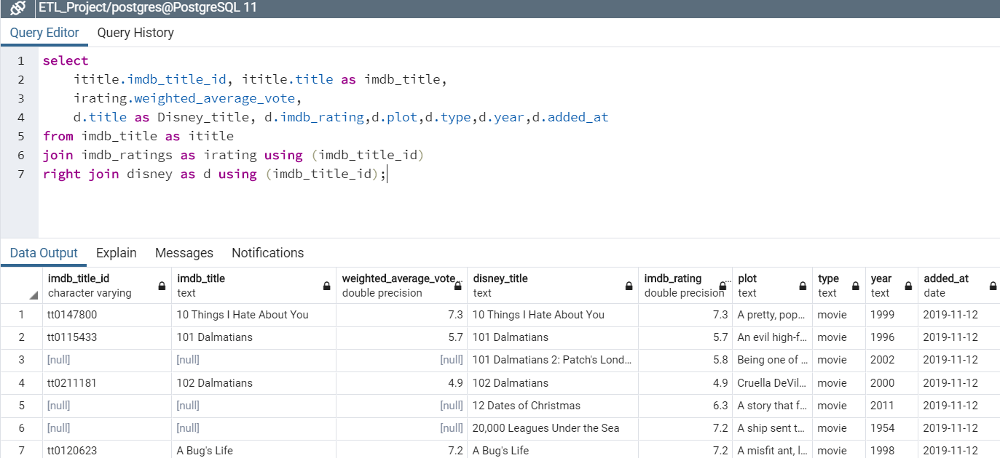 ETL_Project/postgres@PostgreSQL 11
Query Editor Query History
1 select
2 ititle.imdb_title_id, ititle.title as imdb_title,
3 irating.weighted_average_vote,
4 d.title as Disney_title, d.imdb_rating,d.plot,d.type,d.year,d.added_at
5 from imdb_title as ititle
6 join imdb_ratings as irating using (imdb_title_id)
7 right join disney as d using (imdb_title_id);
Data Output Explain Messages Notifications
imdb_title_id imdb_title weighted_average_vote... disney_title imdb_rating ... plot type year added_at
character varying text double precision text double precision text text text date
1 tt0147800 10 Things I Hate About You 7.3 10 Things I Hate About You 7.3 A pretty, pop... movie 1999 2019-11-12
2 tt0115433 101 Dalmatians 5.7 101 Dalmatians 5.7 An evil high-f... movie 1996 2019-11-12
3 [null] [null] [null] 101 Dalmatians 2: Patch's Lond... 5.8 Being one of ... movie 2002 2019-11-12
4 tt0211181 102 Dalmatians 4.9 102 Dalmatians 4.9 Cruella DeVil... movie 2000 2019-11-12
5 [null] [null] [null] 12 Dates of Christmas 6.3 A story that f... movie 2011 2019-11-12
6 [null] [null] [null] 20,000 Leagues Under the Sea 7.2 A ship sent t... movie 1954 2019-11-12
7 tt0120623 A Bug's Life 7.2 A Bug's Life 7.2 A misfit ant, l... movie 1998 2019-11-12